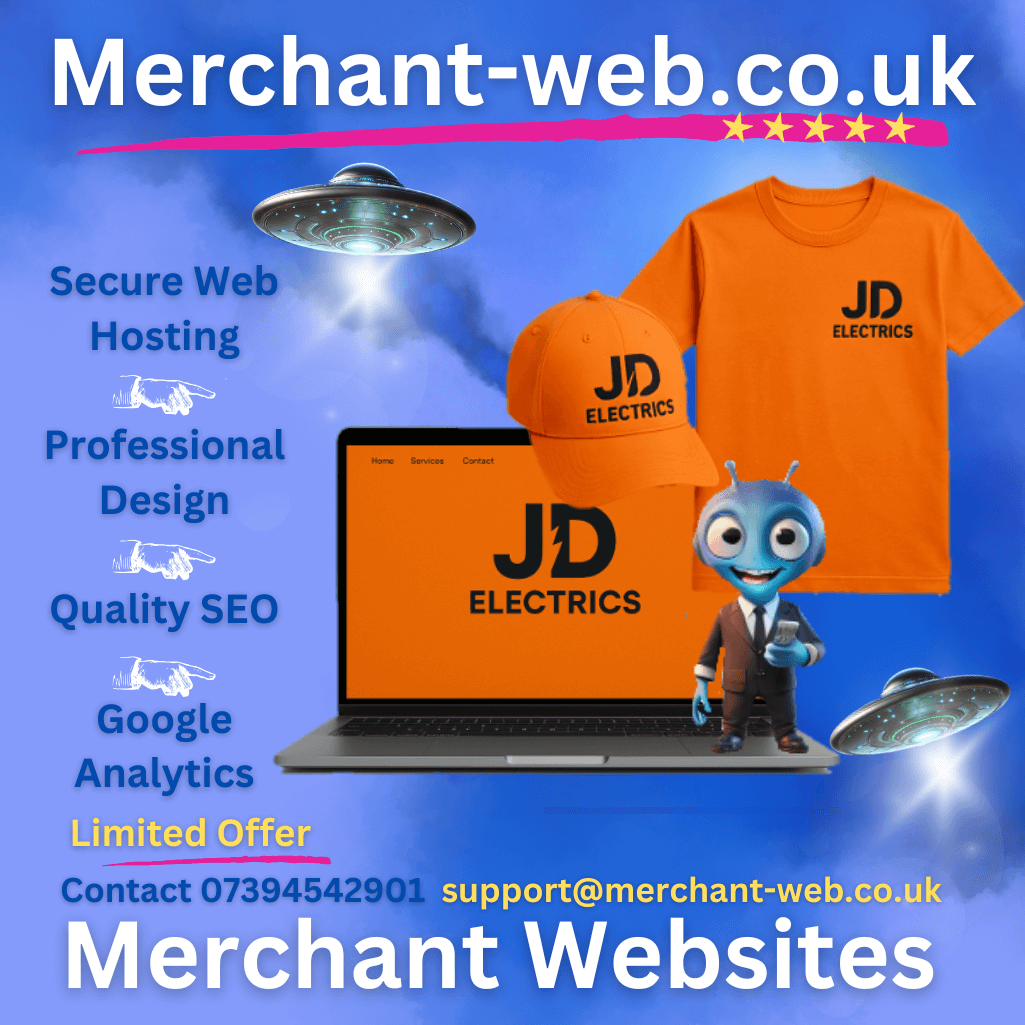 Merchant-web.co.uk
Secure Web
Hosting
Professional
Design
Quality SEO
Google
Analytics
Limited Offer
JD
ELECTRICS
JD
ELECTRICS
Home Services Contact
JD
ELECTRICS
Contact 07394542901 support@merchant-web.co.uk
Merchant Websites